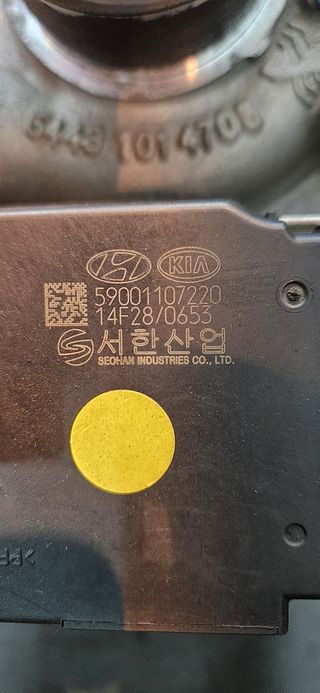 KIA
59001107220
14F28/0653
서한산업
SEOHAN INDUSTRIES CO., LTD.